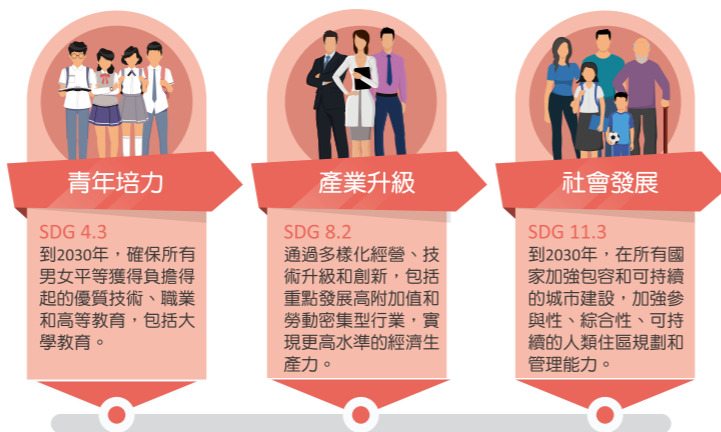 青年培力
SDG 4.3
到2030年，確保所有
男女平等獲得負擔得
起的優質技術、職業
和高等教育，包括大
學教育。
產業升級
SDG 8.2
通過多樣化經營、技
術升級和創新，包括
重點發展高附加值和
勞動密集型行業，實
現更高水準的經濟生
產力。
社會發展
SDG 11.3
到2030年，在所有國
家加強包容和可持續
的城市建設，加強參
與性、綜合性、可持
續的人類住區規劃和
管理能力。